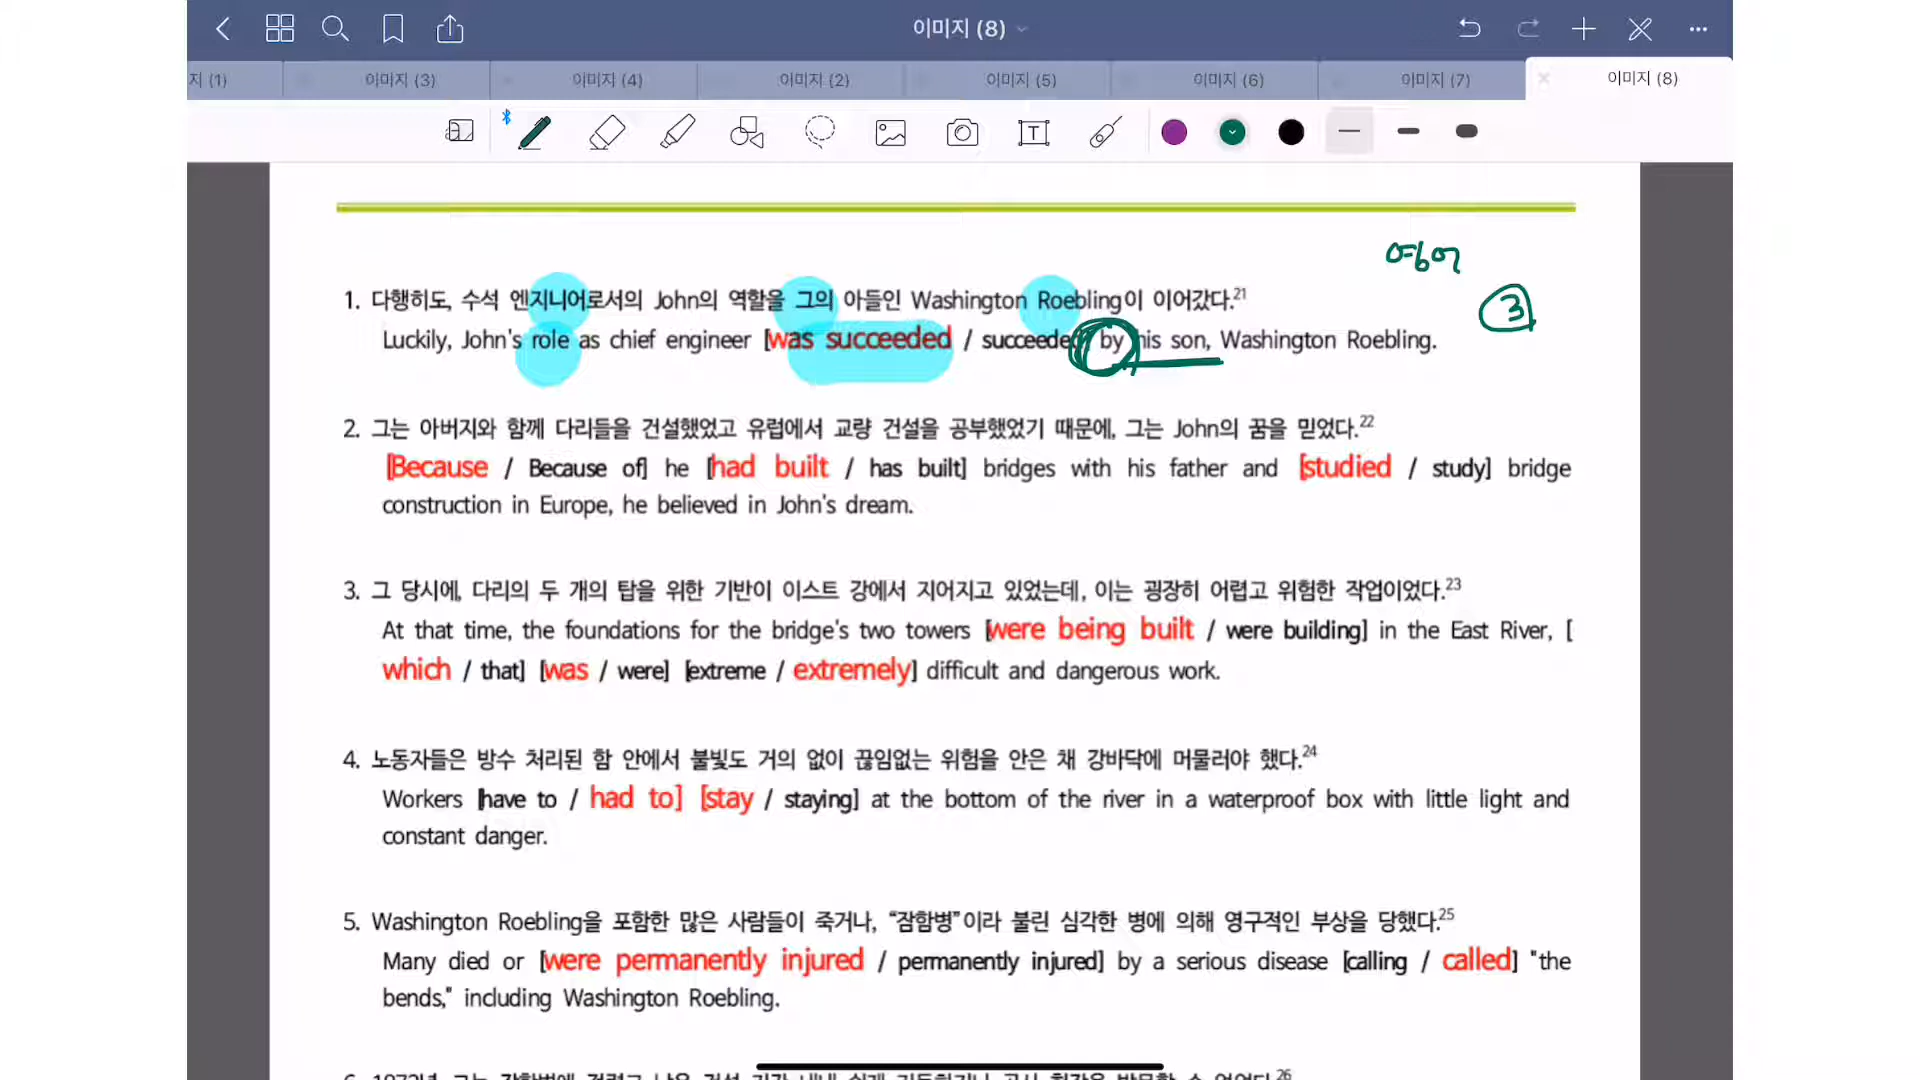 이미지 (8)
지 (1) 이미지 (3) 이미지 (4) 이미지 (2) 이미지 (5) 이미지 (6) 이미지 (7) 이미지 (8)
3
1. 다행히도, 수석 엔지니어로서의 John의 역할을 그의 아들인 Washington Roebling이 이어갔다.21
Luckily, John's role as chief engineer [was succeeded / succeeded] by his son, Washington Roebling.
2. 그는 아버지와 함께 다리들을 건설했었고 유럽에서 교량 건설을 공부했었기 때문에, 그는 John의 꿈을 믿었다.22
[Because / Because of] he [had built / has built] bridges with his father and [studied / study] bridge
construction in Europe, he believed in John's dream.
3. 그 당시에, 다리의 두 개의 탑을 위한 기반이 이스트 강에서 지어지고 있었는데, 이는 굉장히 어렵고 위험한 작업이었다.23
At that time, the foundations for the bridge's two towers [were being built / were building] in the East River, [
which / that] [was / were] [extreme / extremely] difficult and dangerous work.
4. 노동자들은 방수 처리된 함 안에서 불빛도 거의 없이 끊임없는 위험을 안은 채 강바닥에 머물러야 했다.24
Workers [have to / had to] [stay / staying] at the bottom of the river in a waterproof box with little light and
constant danger.
5. Washington Roebling을 포함한 많은 사람들이 죽거나, “잠함병”이라 불린 심각한 병에 의해 영구적인 부상을 당했다.25
Many died or [were permanently injured / permanently injured] by a serious disease [calling / called] "the
bends," including Washington Roebling.